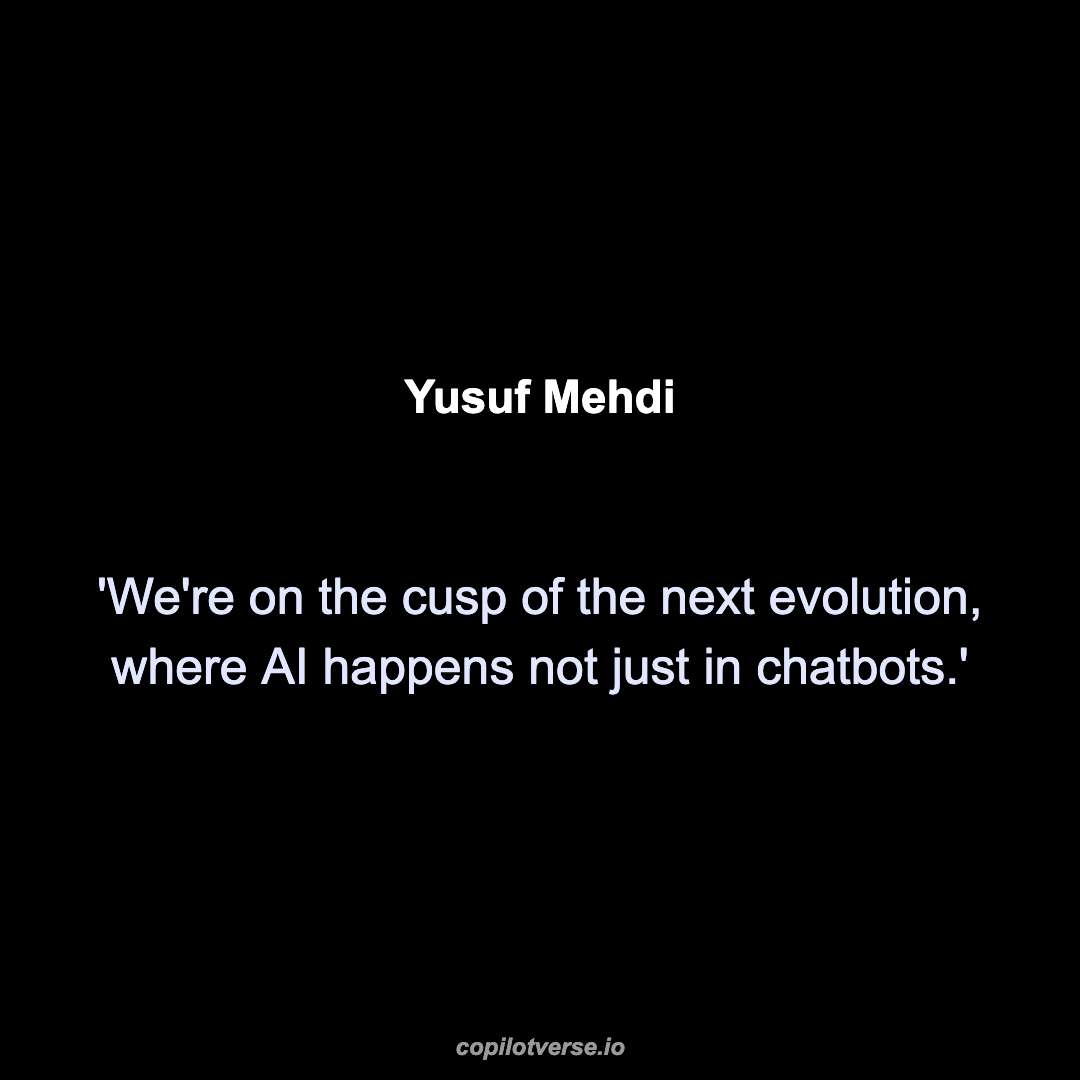 Yusuf Mehdi
'We're on the cusp of the next evolution,
where AI happens not just in chatbots.'
copilotverse.io